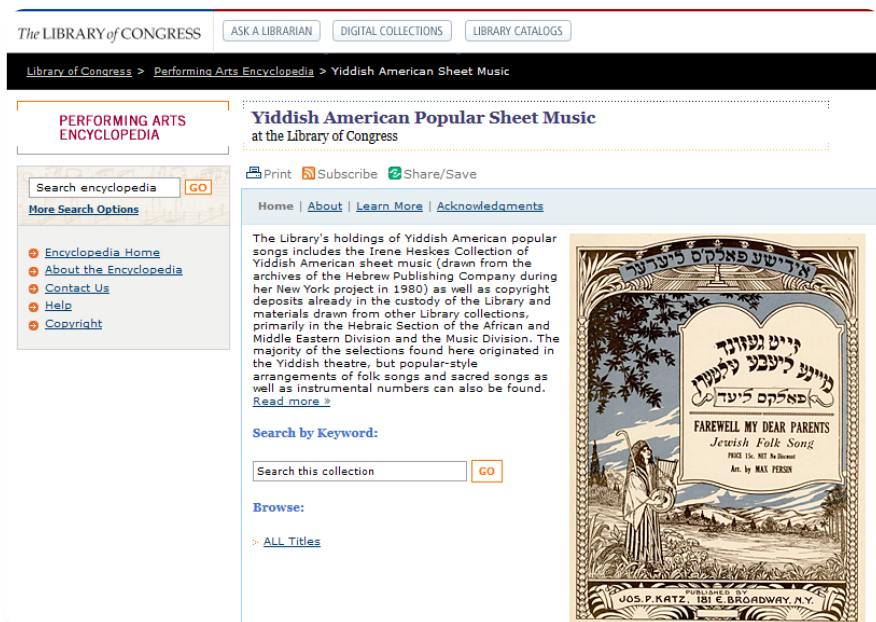 The LIBRARY of CONGRESS
ASK A LIBRARIAN
DIGITAL COLLECTIONS
LIBRARY CATALOGS
Library of Congress > Performing Arts Encyclopedia > Yiddish American Sheet Music
PERFORMING ARTS
ENCYCLOPEDIA
Search encyclopedia GO
More Search Options
Encyclopedia Home
About the Encyclopedia
Contact Us
Help
Copyright
Yiddish American Popular Sheet Music
at the Library of Congress
Print Subscribe Share/Save
Home | About | Learn More | Acknowledgments
The Library's holdings of Yiddish American popular
songs includes the Irene Heskes Collection of
Yiddish American sheet music (drawn from the
archives of the Hebrew Publishing Company during
her New York project in 1980) as well as copyright
deposits already in the custody of the Library and
materials drawn from other Library collections,
primarily in the Hebraic Section of the African and
Middle Eastern Division and the Music Division. The
majority of the selections found here originated in
the Yiddish theatre, but popular-style
arrangements of folk songs and sacred songs as
well as instrumental numbers can also be found.
Read more »
Search by Keyword:
Search this collection GO
Browse:
ALL Titles
אידישע פאלק'ס ליעדער
זייט געזונד
מיינע ליעבע עלטערן
פאלקס ליעד
FAREWELL MY DEAR PARENTS
Jewish Folk Song
PRICE 15c. NET No Discount
Arr. by MAX PERSIN
PUBLISHED BY
JOS. P. KATZ, 181 E. BROADWAY. N.Y.